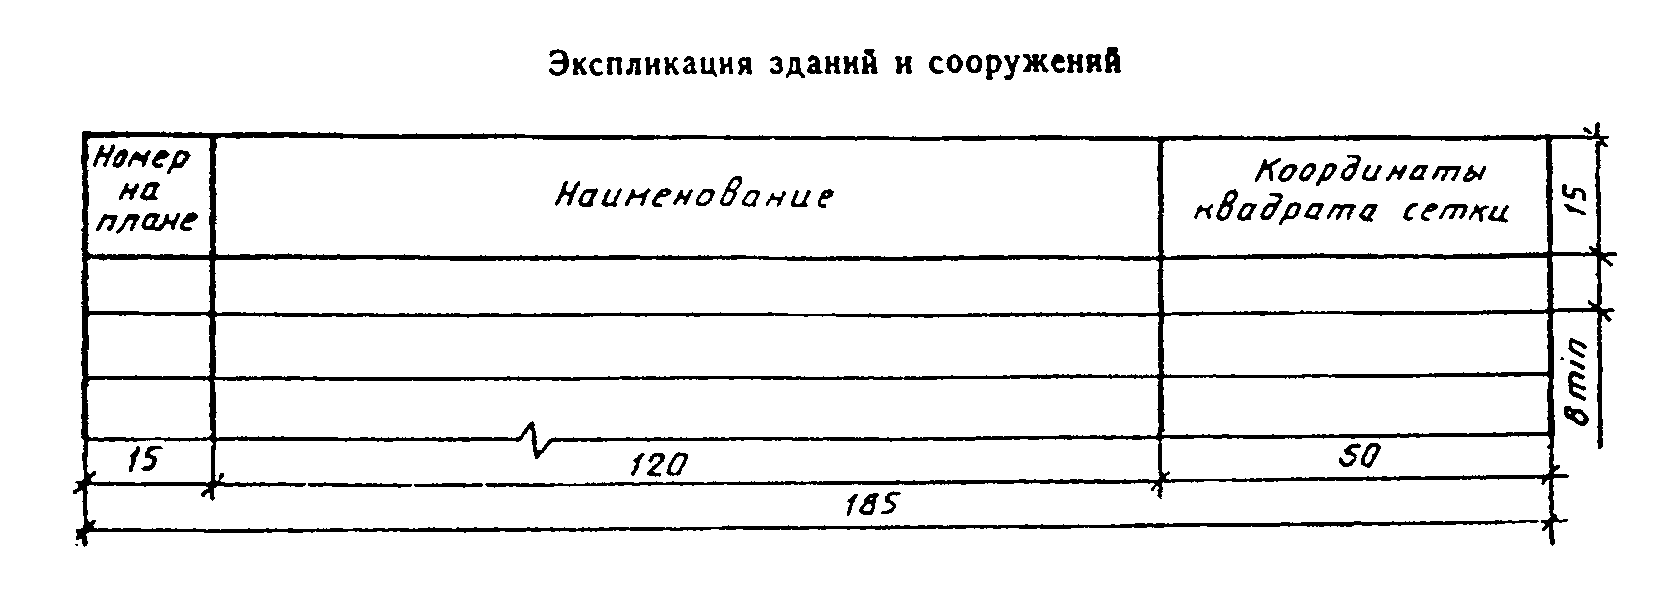 Экспликация зданий и сооружений
Номер
на
плане
Наименование
Координаты
квадрата сетки
15
8 min
15
120
50
185